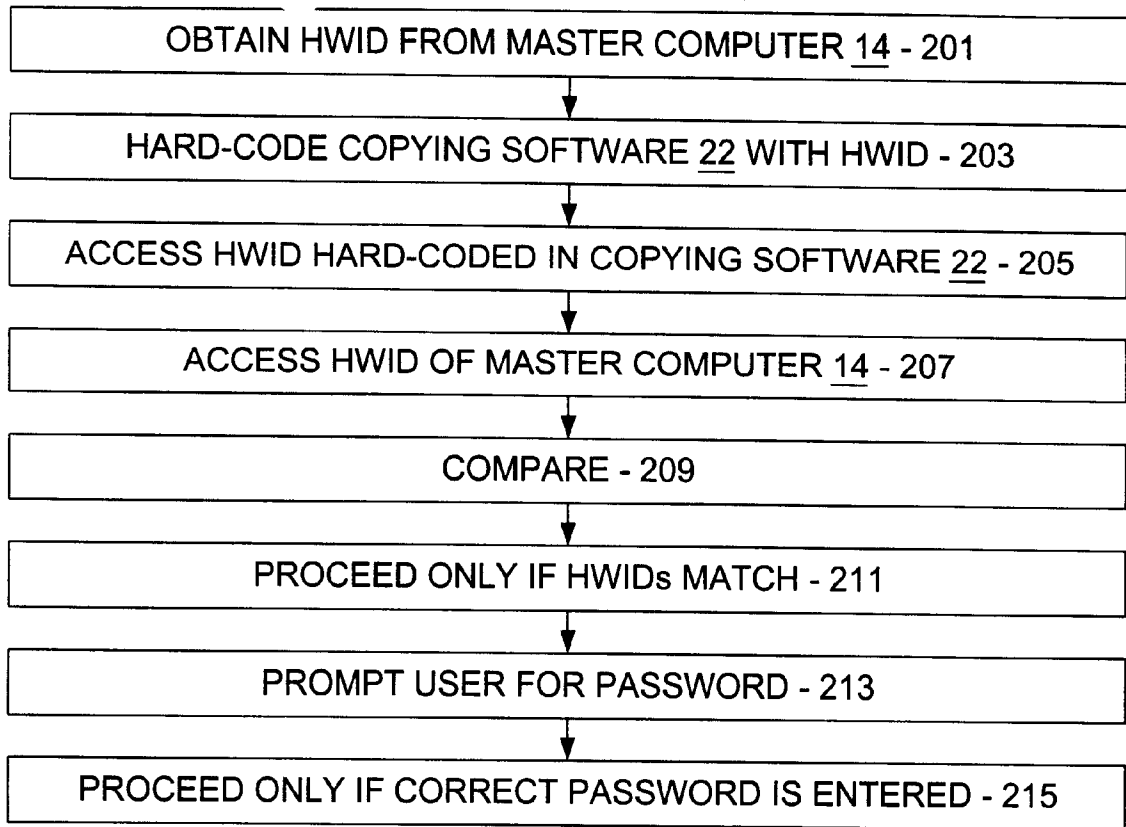 OBTAIN HWID FROM MASTER COMPUTER 14 - 201
HARD-CODE COPYING SOFTWARE 22 WITH HWID - 203
ACCESS HWID HARD-CODED IN COPYING SOFTWARE 22 - 205
ACCESS HWID OF MASTER COMPUTER 14 - 207
COMPARE - 209
PROCEED ONLY IF HWIDs MATCH - 211
PROMPT USER FOR PASSWORD - 213
PROCEED ONLY IF CORRECT PASSWORD IS ENTERED - 215